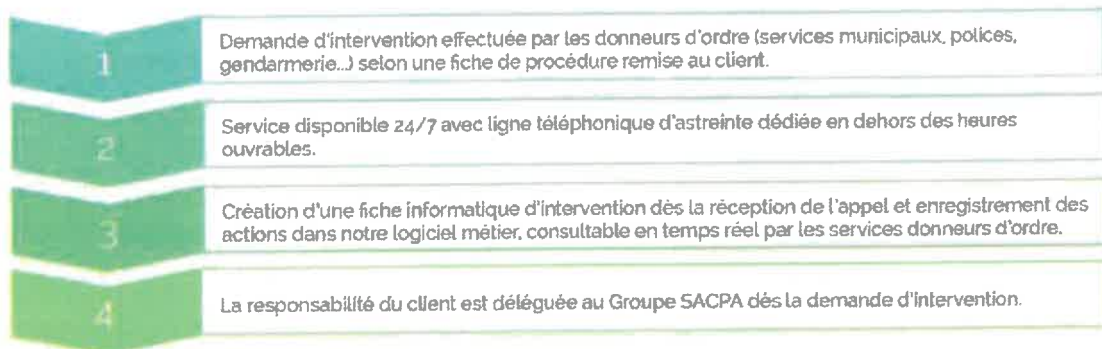 1
Demande d'intervention effectuée par les donneurs d'ordre (services municipaux, polices,
gendarmerie...) selon une fiche de procédure remise au client.
2
Service disponible 24/7 avec ligne téléphonique d'astreinte dédiée en dehors des heures
ouvrables.
3
Création d'une fiche informatique d'intervention dès la réception de l'appel et enregistrement des
actions dans notre logiciel métier, consultable en temps réel par les services donneurs d'ordre.
4
La responsabilité du client est déléguée au Groupe SACPA dès la demande d'intervention.